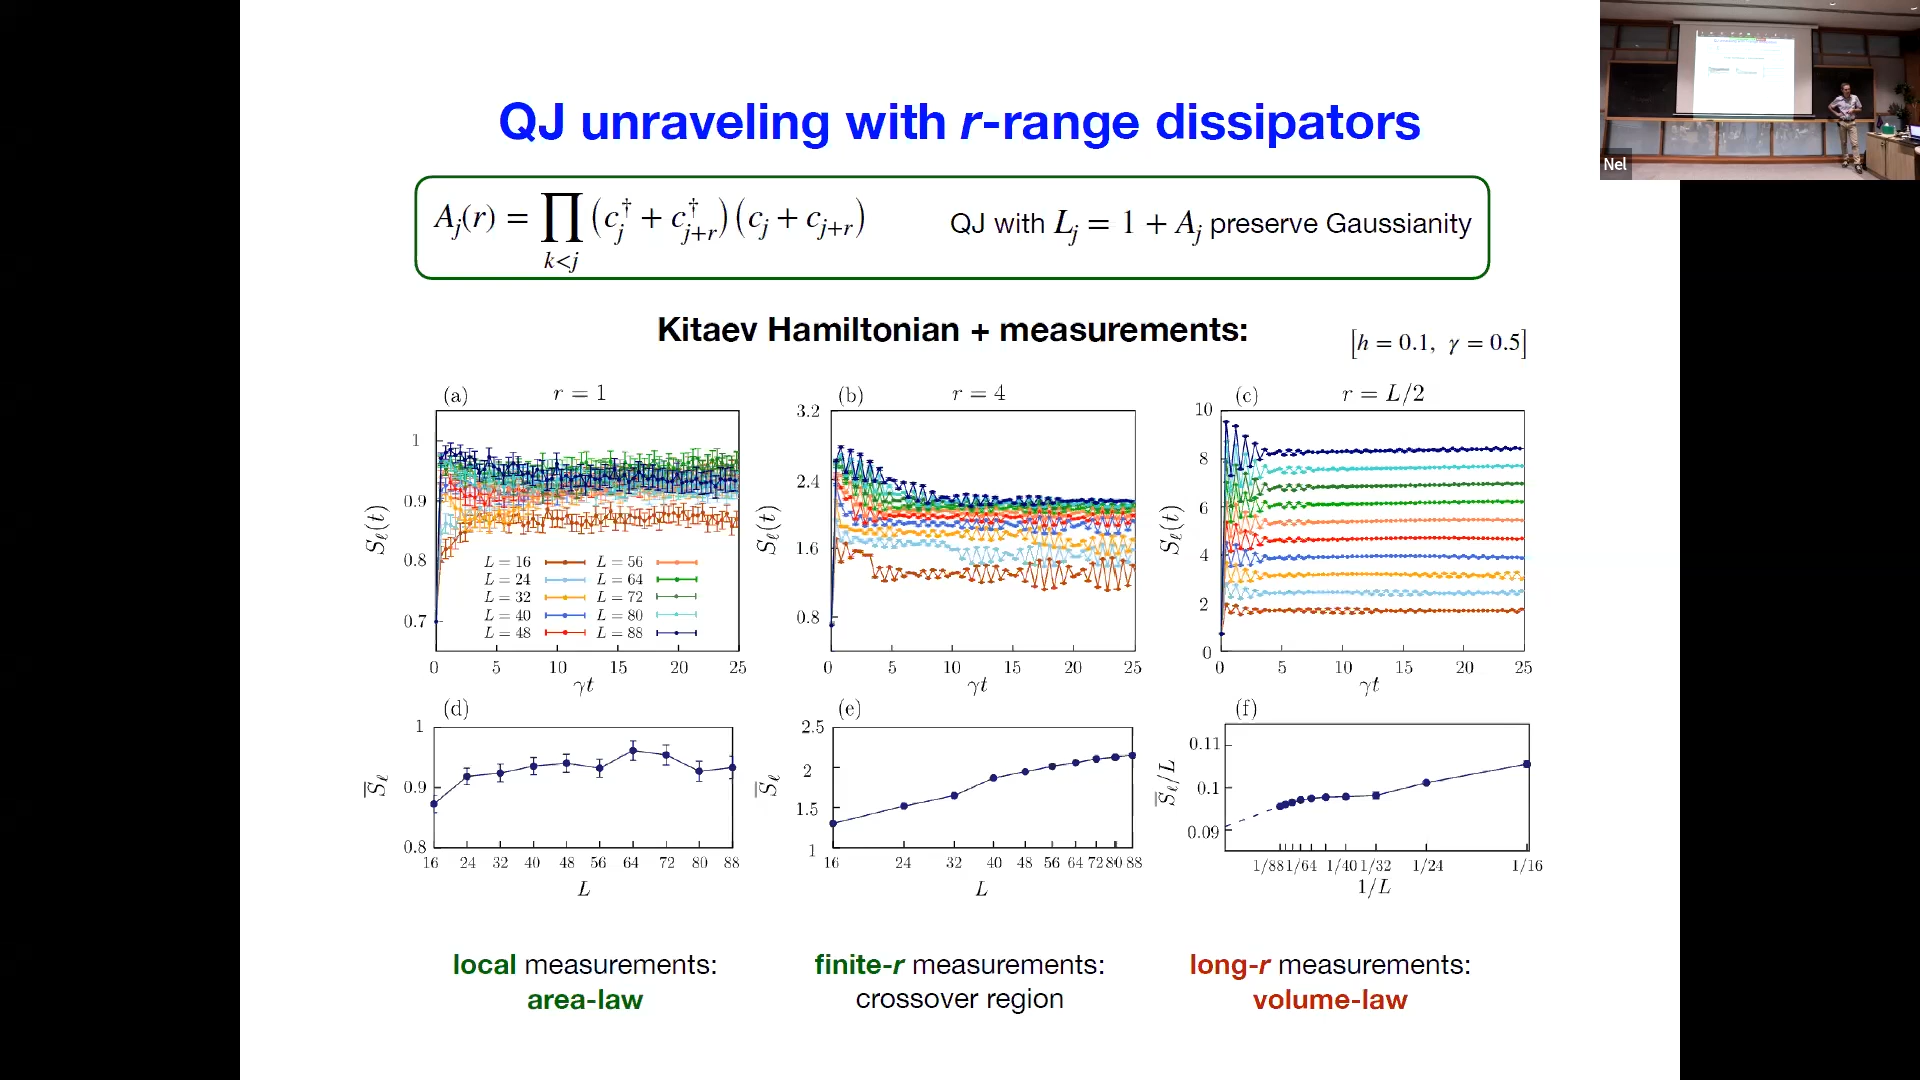 QJ unraveling with r-range dissipators
A_j(r) = ∏_{k<j} (c_j^† + c_{j+r}^†)(c_j + c_{j+r}) QJ with L_j = 1 + A_j preserve Gaussianity
Nel
Kitaev Hamiltonian + measurements:
[h = 0.1, γ = 0.5]
(a) r = 1
1
0.9
0.8
0.7
S_ℓ(t)
L = 16 L = 56
L = 24 L = 64
L = 32 L = 72
L = 40 L = 80
L = 48 L = 88
0 5 10 15 20 25
γt
(b) r = 4
3.2
2.4
1.6
0.8
S_ℓ(t)
0 5 10 15 20 25
γt
(c) r = L/2
10
8
6
4
2
0
S_ℓ(t)
0 5 10 15 20 25
γt
(d)
1
0.9
0.8
S̅_ℓ
16 24 32 40 48 56 64 72 80 88
L
(e)
2.5
2
1.5
1
S̅_ℓ
16 24 32 40 48 56 64 72 80 88
L
(f)
0.11
0.1
0.09
S̅_ℓ/L
1/88 1/64 1/40 1/32 1/24 1/16
1/L
local measurements:
area-law
finite-r measurements:
crossover region
long-r measurements:
volume-law